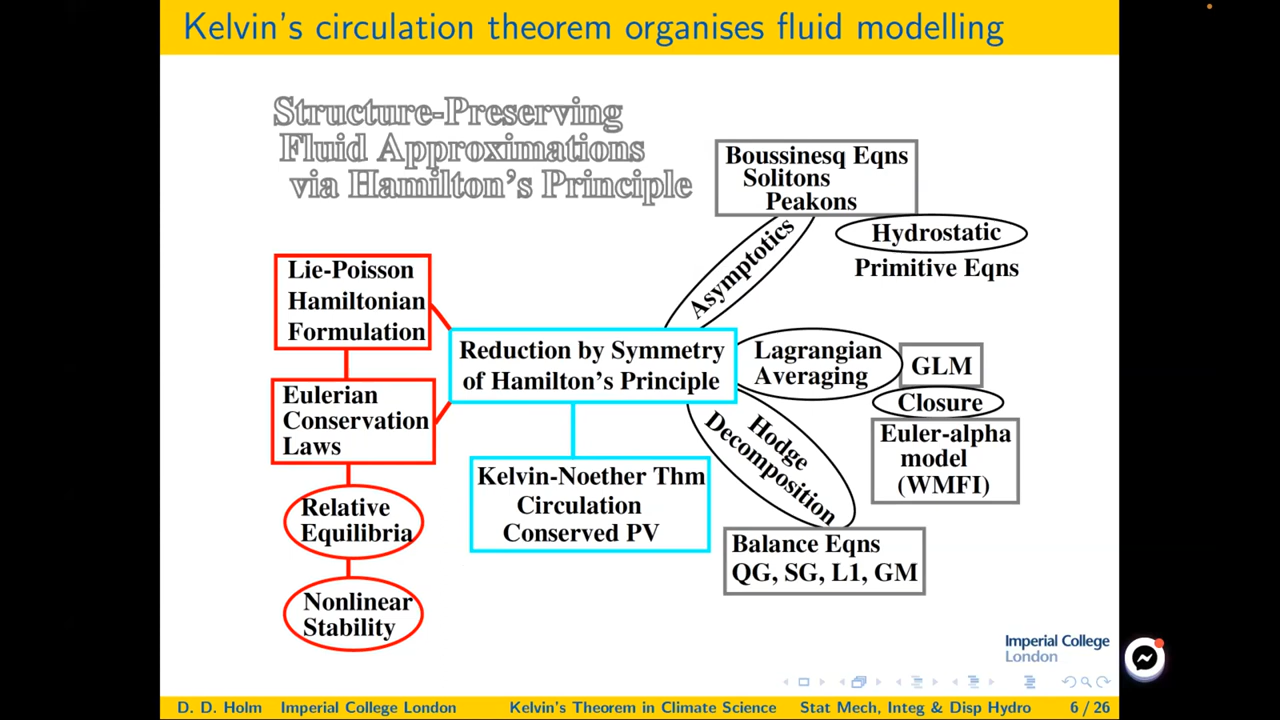 Kelvin's circulation theorem organises fluid modelling
Structure-Preserving
Fluid Approximations
via Hamilton's Principle
Boussinesq Eqns
Solitons
Peakons
Hydrostatic
Primitive Eqns
Asymptotics
Lie-Poisson
Hamiltonian
Formulation
Reduction by Symmetry
of Hamilton's Principle
Lagrangian
Averaging
GLM
Closure
Euler-alpha
model
(WMFI)
Eulerian
Conservation
Laws
Hodge
Decomposition
Kelvin-Noether Thm
Circulation
Conserved PV
Relative
Equilibria
Balance Eqns
QG, SG, L1, GM
Nonlinear
Stability
Imperial College
London
D. D. Holm Imperial College London Kelvin's Theorem in Climate Science Stat Mech, Integ & Disp Hydro 6 / 26